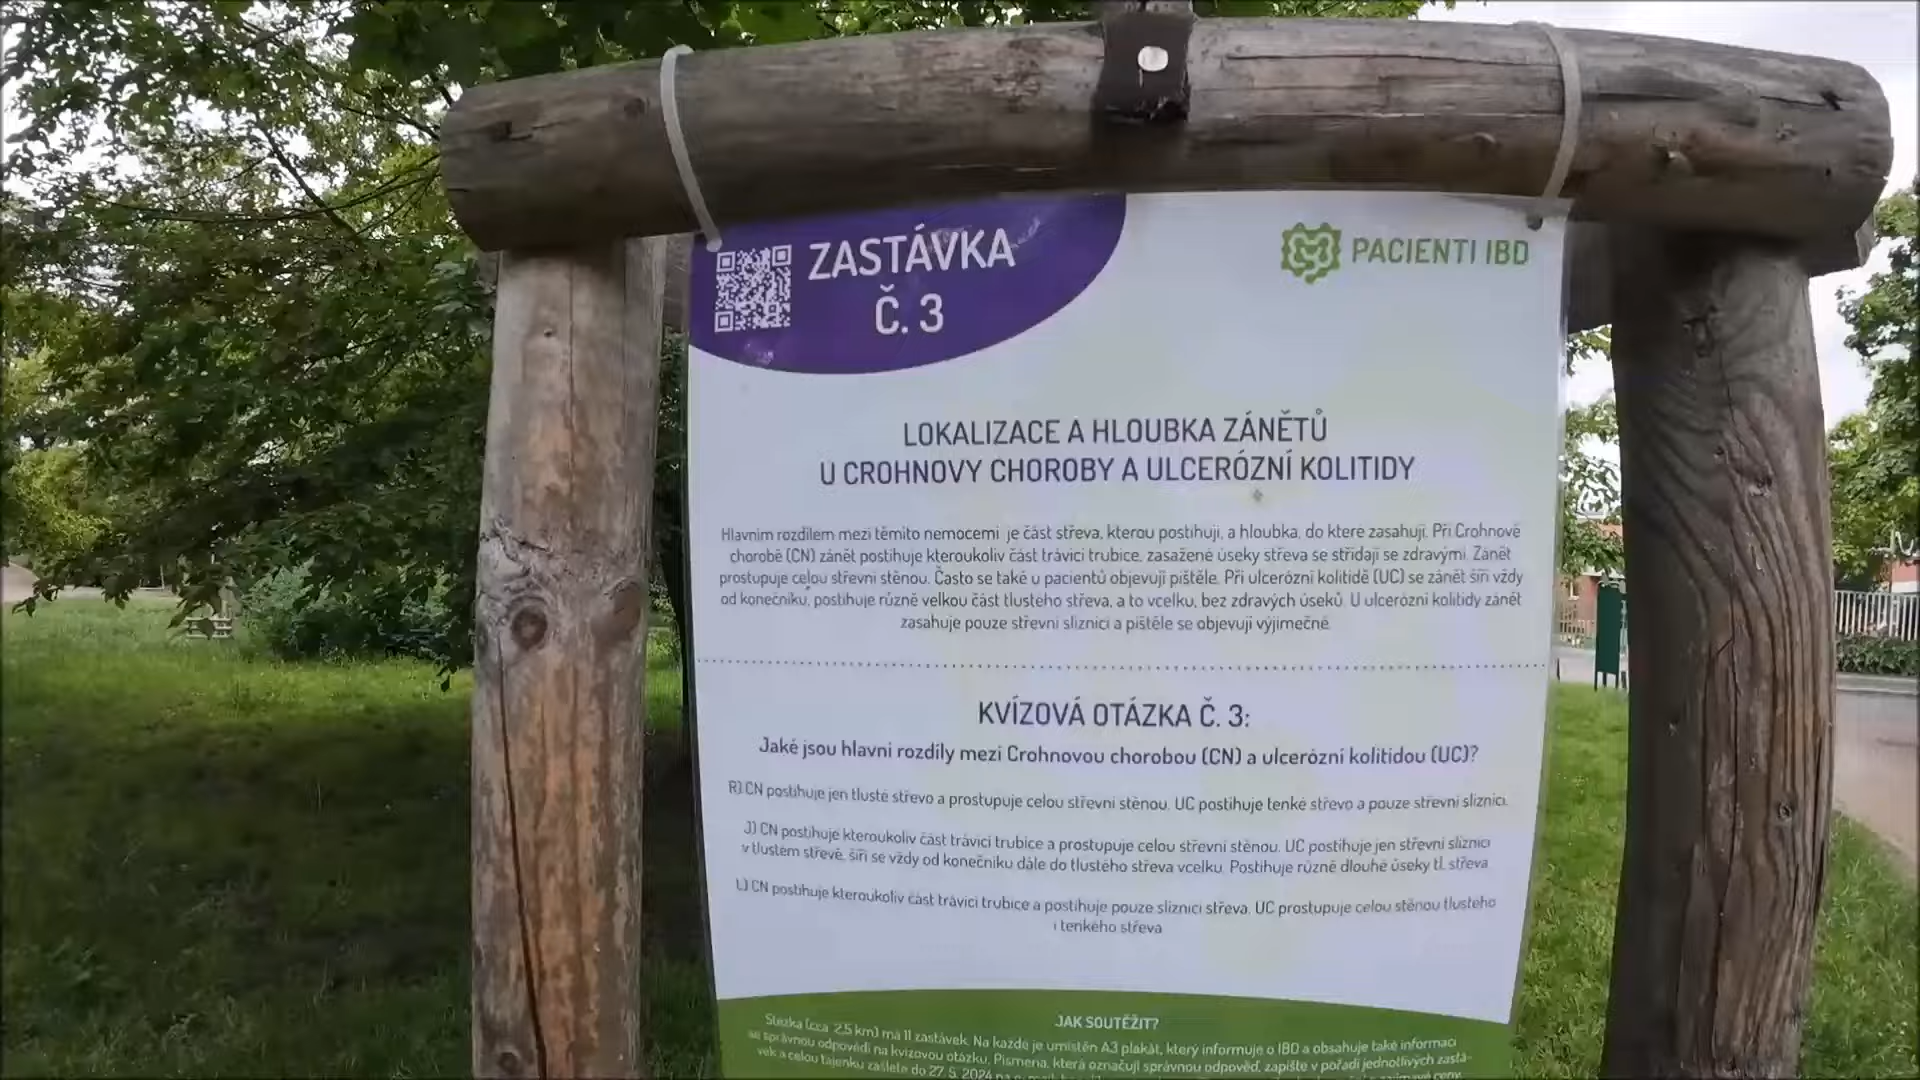 ZASTÁVKA
Č. 3
PACIENTI IBD
LOKALIZACE A HLOUBKA ZÁNĚTŮ
U CROHNOVY CHOROBY A ULCERÓZNÍ KOLITIDY
Hlavním rozdílem mezi těmito nemocemi je část střeva, kterou postihují, a hloubka, do které zasahují. Při Crohnově
chorobě (CN) zánět postihuje kteroukoliv část trávicí trubice, zasažené úseky střeva se střídají se zdravými. Zánět
prostupuje celou střevní stěnou. Často se také u pacientů objevují píštěle. Při ulcerózní kolitidě (UC) se zánět šíří vždy
od konečníku, postihuje různě velkou část tlustého střeva, a to vcelku, bez zdravých úseků. U ulcerózní kolitidy zánět
zasahuje pouze střevní sliznici a píštěle se objevují výjimečně.
KVÍZOVÁ OTÁZKA Č. 3:
Jaké jsou hlavní rozdíly mezi Crohnovou chorobou (CN) a ulcerózní kolitidou (UC)?
R) CN postihuje jen tlusté střevo a prostupuje celou střevní stěnou. UC postihuje tenké střevo a pouze střevní sliznici.
J) CN postihuje kteroukoliv část trávicí trubice a prostupuje celou střevní stěnou. UC postihuje jen střevní sliznici
v tlustém střevě, šíří se vždy od konečníku dále do tlustého střeva vcelku. Postihuje různě dlouhé úseky tl. střeva
L) CN postihuje kteroukoliv část trávicí trubice a postihuje pouze sliznici střeva. UC prostupuje celou stěnou tlustého
i tenkého střeva
JAK SOUTĚŽIT?
Stezka (cca 2,5 km) má 11 zastávek. Na každé je umístěn A3 plakát, který informuje o IBD a obsahuje také informaci
se správnou odpovědí na kvízovou otázku. Písmena, která označují správnou odpověď, zapište v pořadí jednotlivých zastá-
vek a celou tajenku zašlete do 27. 5. 2024 na